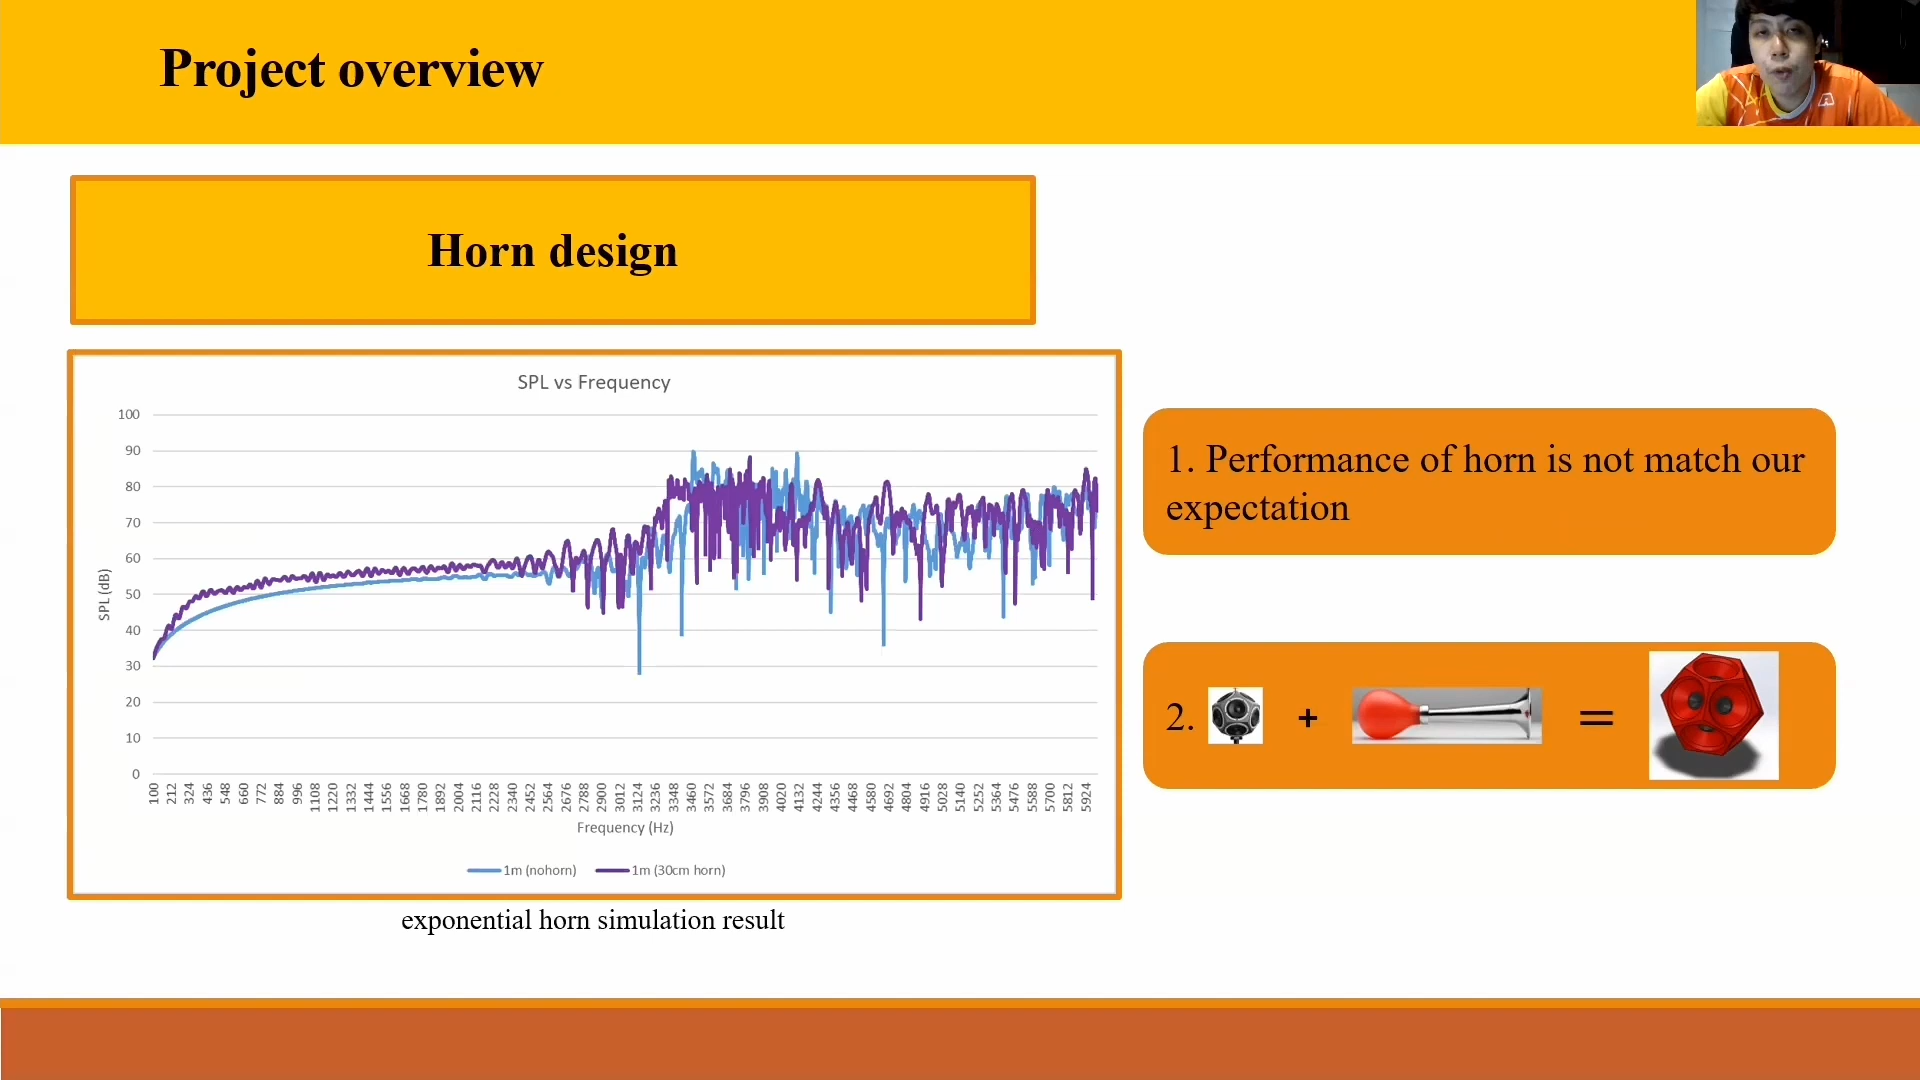 Project overview
Horn design
SPL vs Frequency
100
90
80
70
60
50
40
30
20
10
0
SPL (dB)
100 212 324 436 548 660 772 884 996 1108 1220 1332 1444 1556 1668 1780 1892 2004 2116 2228 2340 2452 2564 2676 2788 2900 3012 3124 3236 3348 3460 3572 3684 3796 3908 4020 4132 4244 4356 4468 4580 4692 4804 4916 5028 5140 5252 5364 5476 5588 5700 5812 5924
Frequency (Hz)
1m (nohorn) 1m (30cm horn)
exponential horn simulation result
1. Performance of horn is not match our
expectation
2. + =